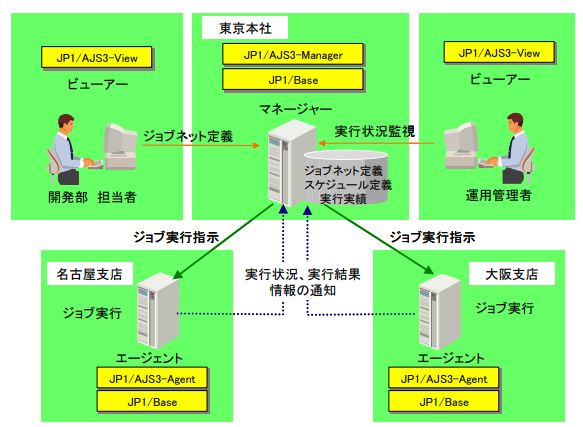 東京本社
JP1/AJS3-View
ビューアー
JP1/AJS3-Manager
JP1/Base
マネージャー
JP1/AJS3-View
ビューアー
ジョブネット定義
実行状況監視
開発部 担当者
ジョブネット定義
スケジュール定義
実行実績
運用管理者
ジョブ実行指示
ジョブ実行指示
名古屋支店
ジョブ実行
エージェント
JP1/AJS3-Agent
JP1/Base
実行状況、実行結果
情報の通知
大阪支店
ジョブ実行
エージェント
JP1/AJS3-Agent
JP1/Base